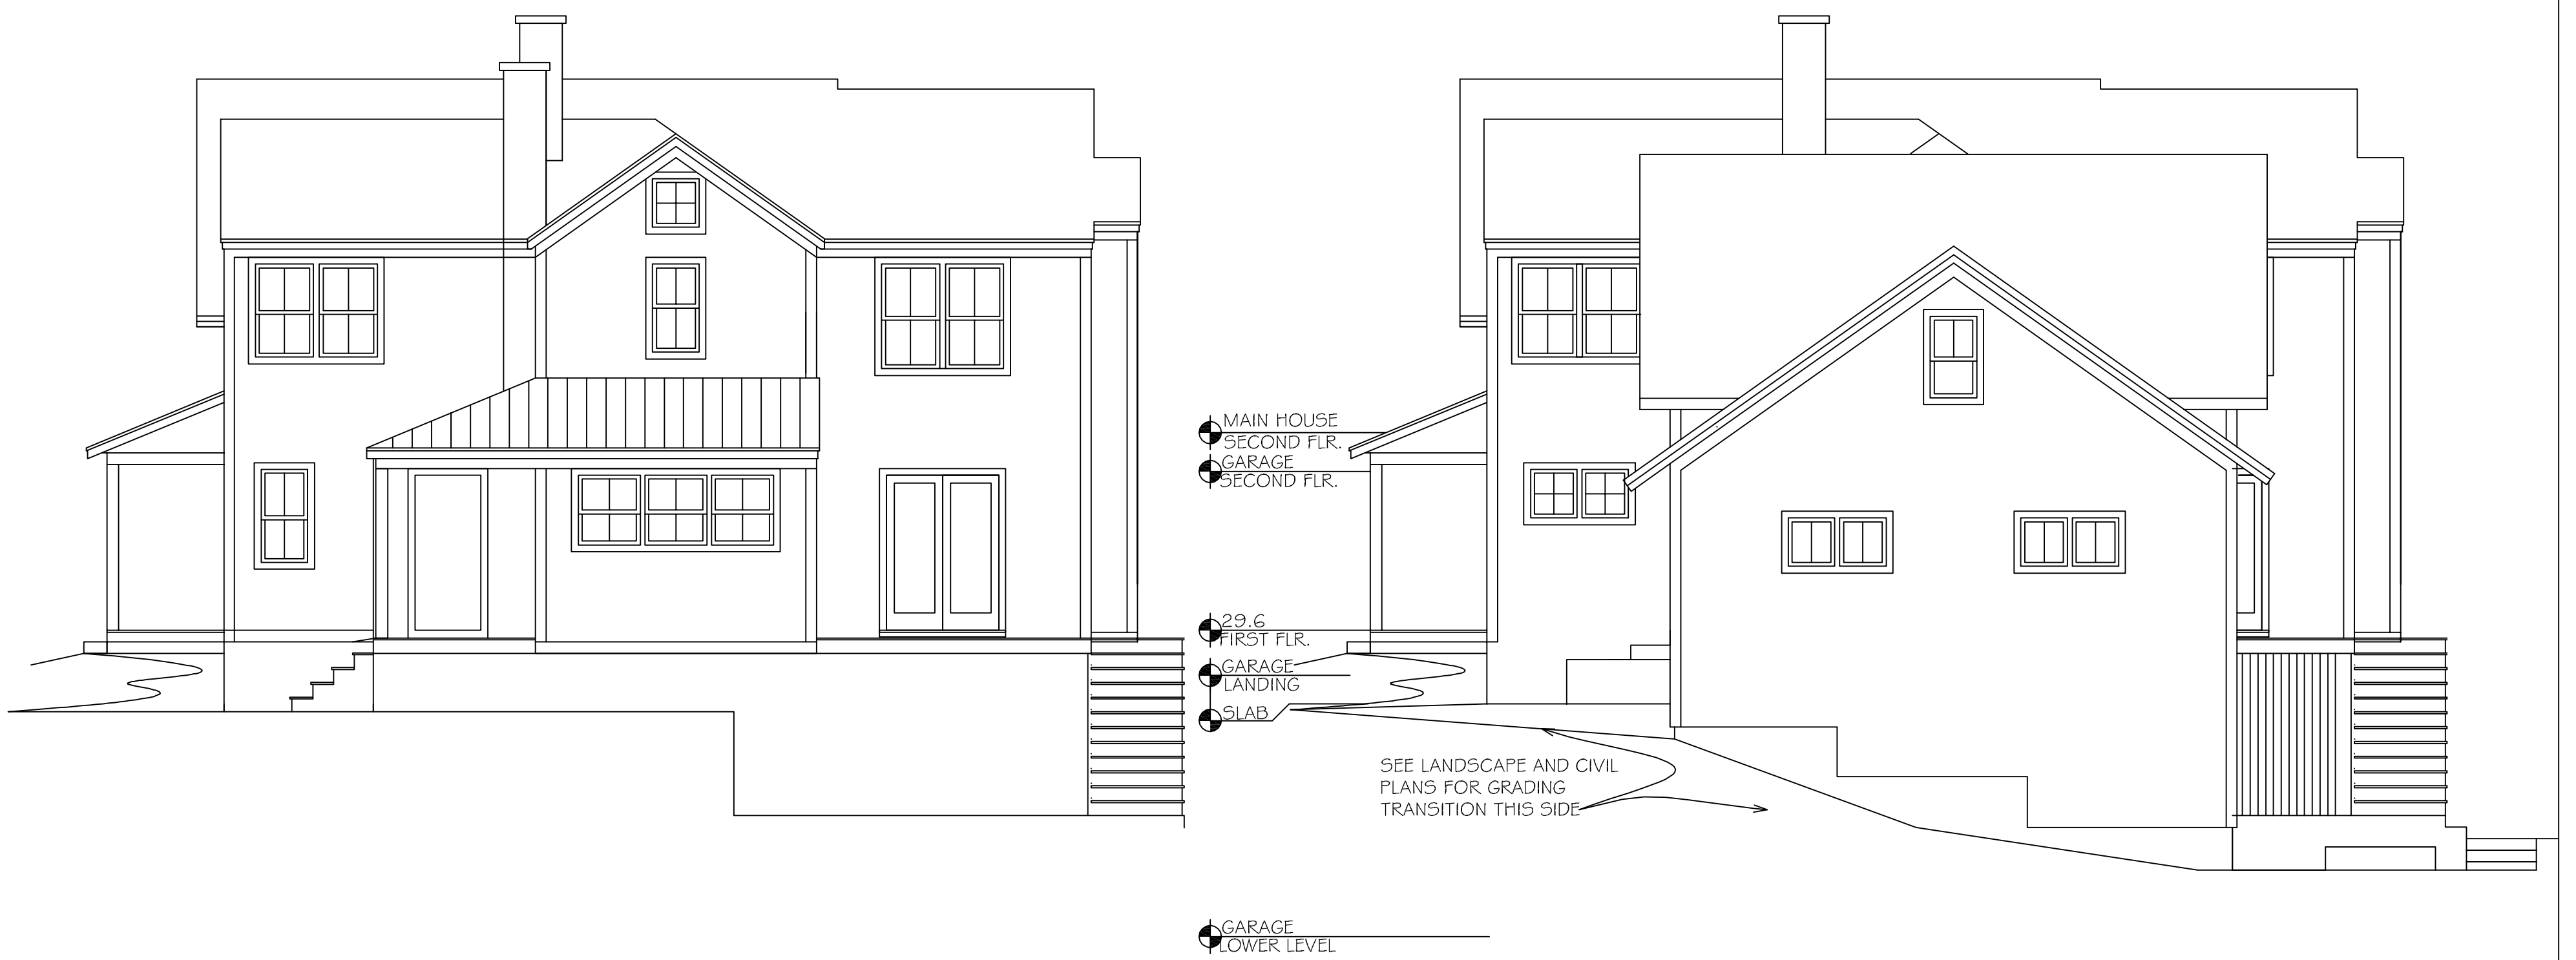 MAIN HOUSE
SECOND FLR.
GARAGE
SECOND FLR.
29.6
FIRST FLR.
GARAGE
LANDING
SLAB
SEE LANDSCAPE AND CIVIL
PLANS FOR GRADING
TRANSITION THIS SIDE
GARAGE
LOWER LEVEL